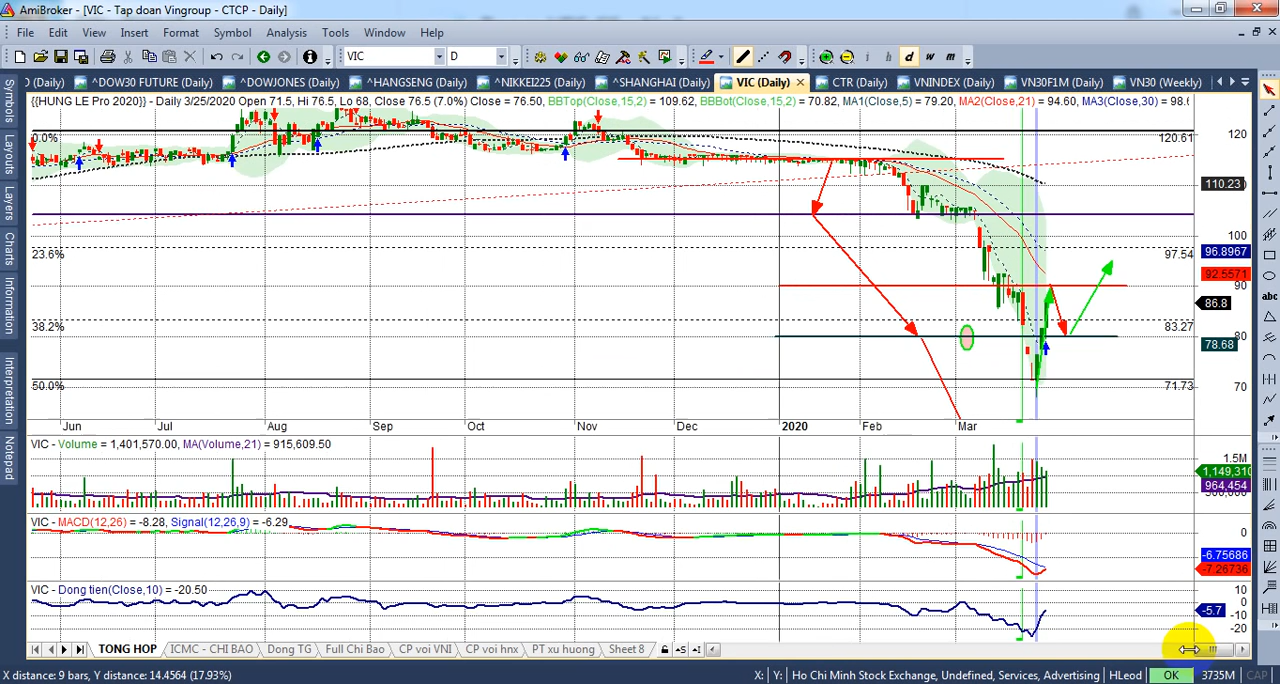 AmiBroker - [VIC - Tap doan Vingroup - CTCP - Daily]
File Edit View Insert Format Symbol Analysis Tools Window Help
VIC D i h d w m
) (Daily) ^DOW30 FUTURE (Daily) ^DOWJONES (Daily) ^HANGSENG (Daily) ^NIKKEI225 (Daily) ^SHANGHAI (Daily) VIC (Daily) CTR (Daily) VNINDEX (Daily) VN30F1M (Daily) VN30 (Weekly)
{{HUNG LE Pro 2020}} - Daily 3/25/2020 Open 71.5, Hi 76.5, Lo 68, Close 76.5 (7.0%) Close = 76.50, BBTop(Close,15,2) = 109.62, BBBot(Close,15,2) = 70.82, MA1(Close,5) = 79.20, MA2(Close,21) = 94.60, MA3(Close,30) = 98.6
Symbols
Layouts
Layers
Charts
Information
Interpretation
Notepad
abc
0.0% 120.61 120
110.23
100
23.6% 97.54 96.8967
92.5571
90
86.8
38.2% 83.27 80
78.68
50.0% 71.73 70
Jun Jul Aug Sep Oct Nov Dec 2020 Feb Mar
VIC - Volume = 1,401,570.00, MA(Volume,21) = 915,609.50
1.5M
1,149,310
964,454
VIC - MACD(12,26) = -8.28, Signal(12,26,9) = -6.29
0
-6.75686
-7.26736
VIC - Dong tien(Close,10) = -20.50
10
0
-5.7
-10
-20
TONG HOP ICMC - CHI BAO Dong TG Full Chi Bao CP voi VNI CP voi hnx PT xu huong Sheet 8
X distance: 9 bars, Y distance: 14.4564 (17.93%) X: Y: Ho Chi Minh Stock Exchange, Undefined, Services, Advertising HLeod OK 3735M CAP